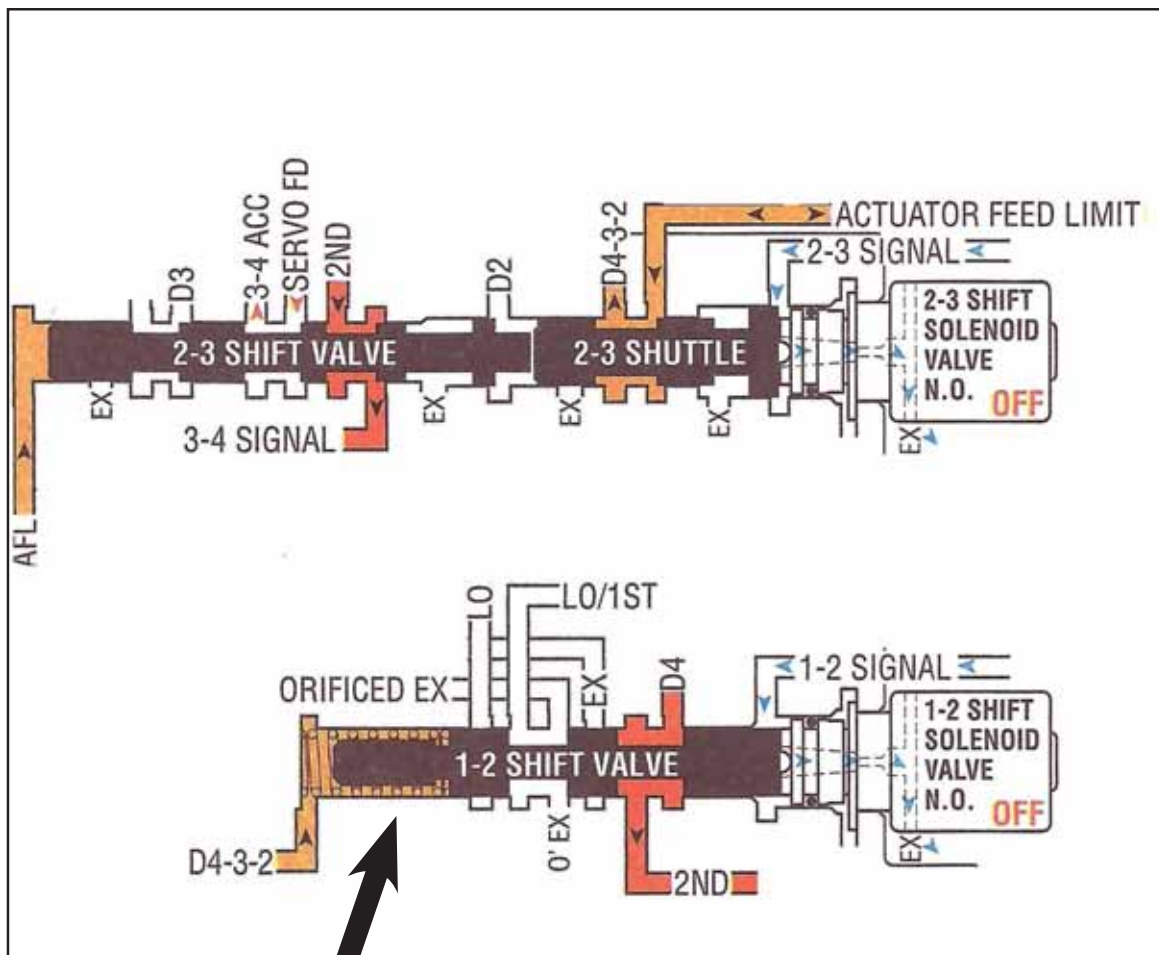 3-4 ACC
SERVO FD
2ND
D3
D2
D4-3-2
ACTUATOR FEED LIMIT
2-3 SIGNAL
2-3 SHIFT VALVE
2-3 SHUTTLE
2-3 SHIFT
SOLENOID
VALVE
N.O. OFF
EX
EX
EX
EX
EX
3-4 SIGNAL
AFL
LO
LO/1ST
ORIFICED EX
EX
D4
1-2 SIGNAL
1-2 SHIFT VALVE
1-2 SHIFT
SOLENOID
VALVE
N.O. OFF
D4-3-2
O' EX
2ND
EX